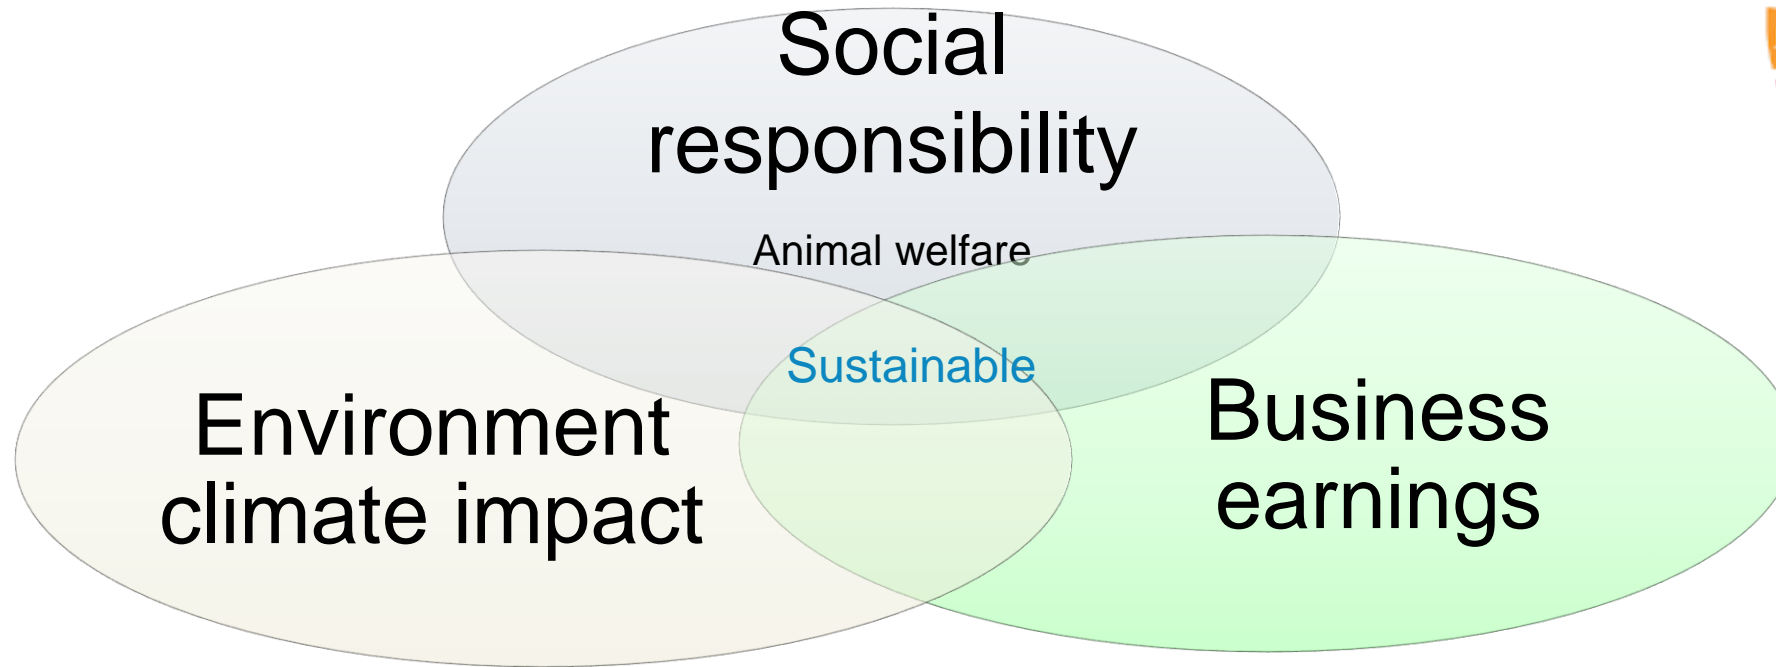 Social
responsibility
Animal welfare
Sustainable
Environment
climate impact
Business
earnings